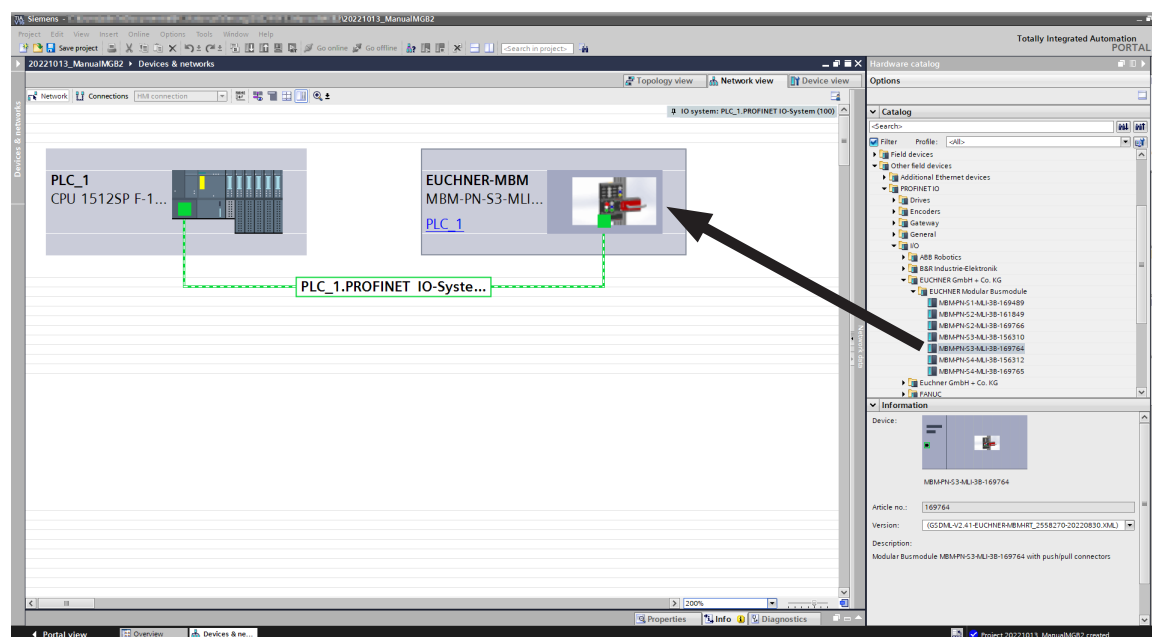 Siemens -
\20221013_ManualMGB2
Project Edit View Insert Online Options Tools Window Help
Save project
Go online
Go offline
<Search in project>
Totally Integrated Automation
PORTAL
20221013_ManualMGB2 ▸ Devices & networks
Topology view
Network view
Device view
Network
Connections
HMI connection
IO system: PLC_1.PROFINET IO-System (100)
Devices & networks
PLC_1
CPU 1512SP F-1...
EUCHNER-MBM
MBM-PN-S3-MLI...
PLC_1
PLC_1.PROFINET IO-Syste...
Network data
200%
Properties
Info
Diagnostics
Hardware catalog
Options
Catalog
<Search>
Filter
Profile:
<All>
Field devices
Other field devices
Additional Ethernet devices
PROFINET IO
Drives
Encoders
Gateway
General
I/O
ABB Robotics
B&R Industrie-Elektronik
EUCHNER GmbH + Co. KG
EUCHNER Modular Busmodule
MBM-PN-S1-MLI-3B-169489
MBM-PN-S2-MLI-3B-161849
MBM-PN-S2-MLI-3B-169766
MBM-PN-S3-MLI-3B-156310
MBM-PN-S3-MLI-3B-169764
MBM-PN-S4-MLI-3B-156312
MBM-PN-S4-MLI-3B-169765
Euchner GmbH + Co. KG
FANUC
Information
Device:
MBM-PN-S3-MLI-3B-169764
Article no.:
169764
Version:
(GSDML-V2.41-EUCHNER-MBM-IRT_2558270-20220830.XML)
Description:
Modular Busmodule MBM-PN-S3-MLI-3B-169764 with push/pull connectors
Portal view
Overview
Devices & ne...
Project 20221013_ManualMGB2 created.